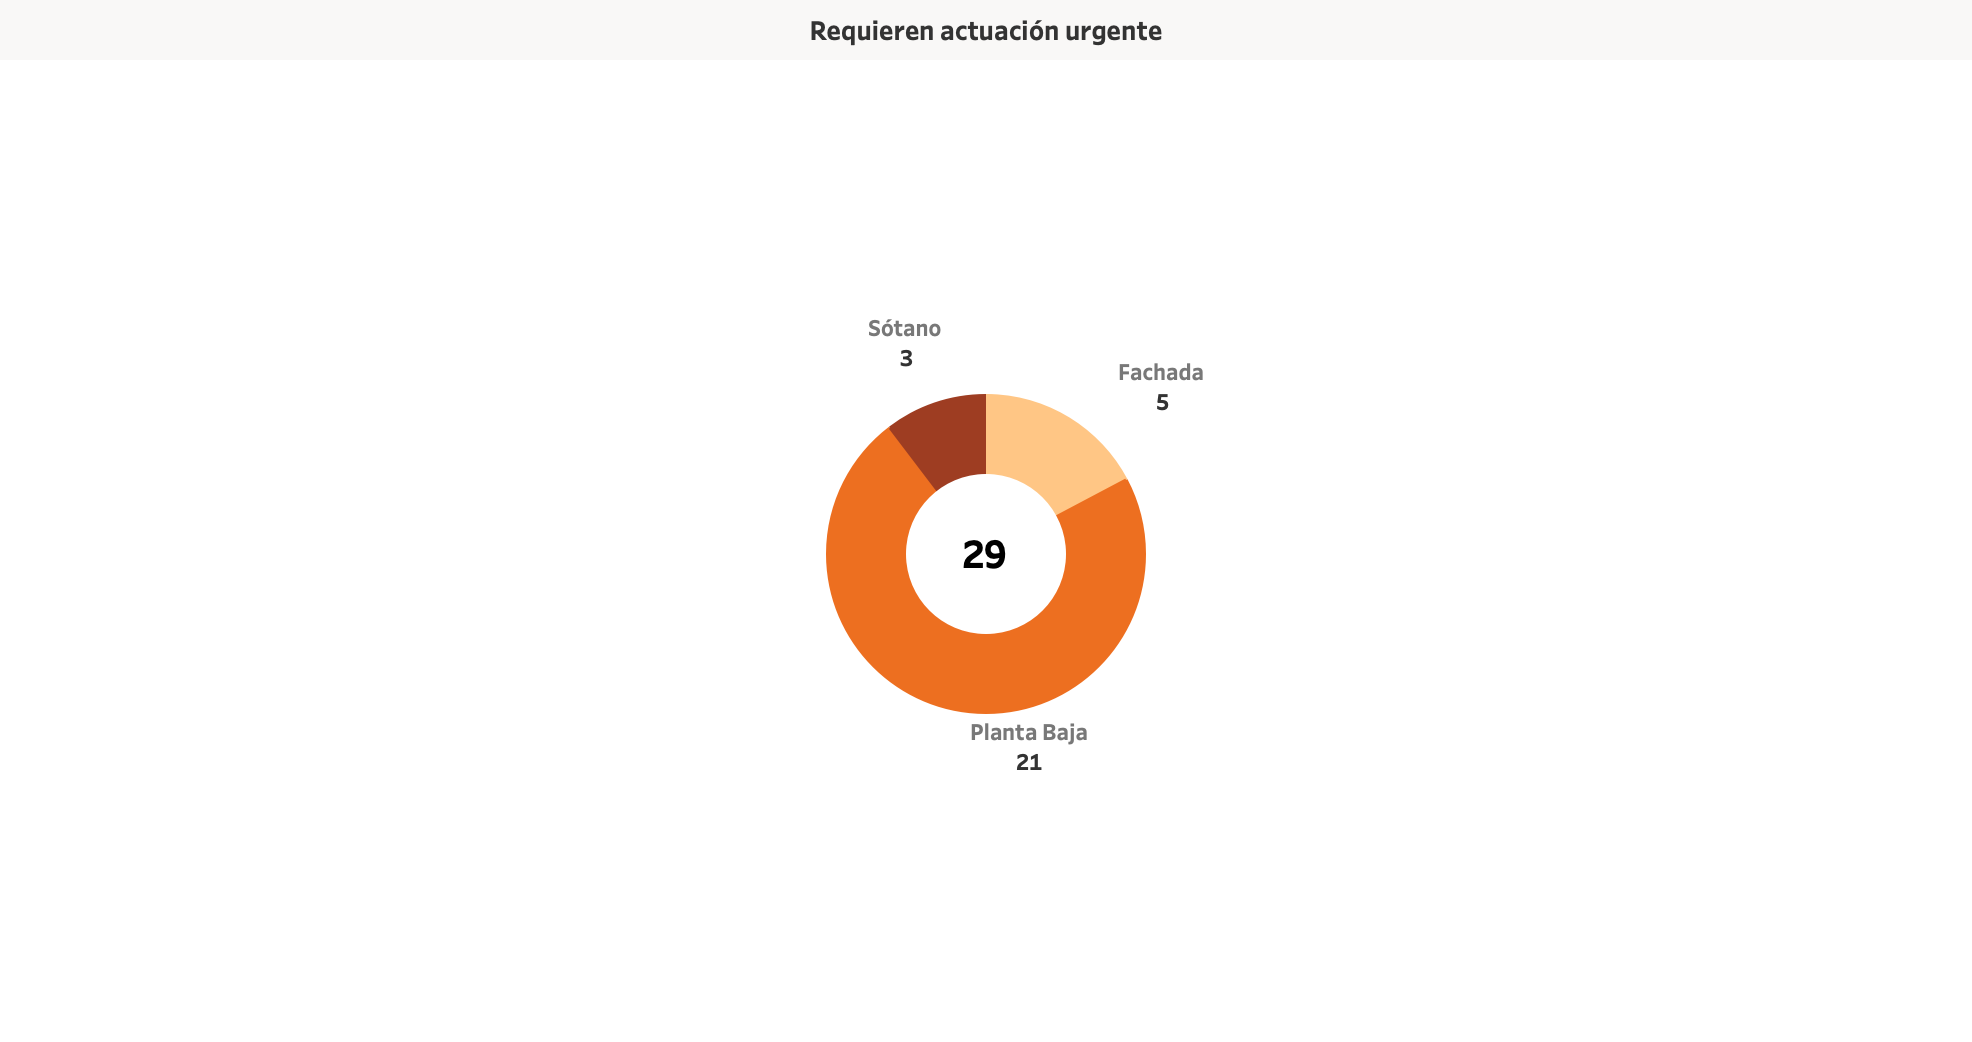 Requieren actuación urgente
Sótano
3
Fachada
5
29
Planta Baja
21